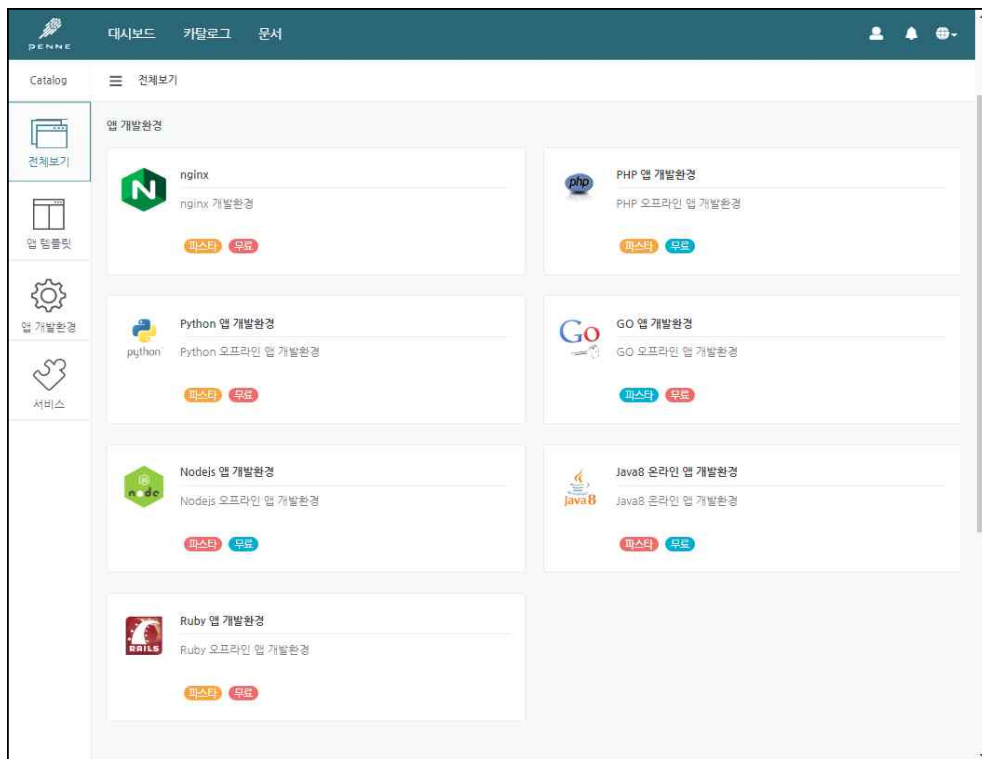 PENNE
대시보드 카탈로그 문서
Catalog
전체보기
전체보기
앱 템플릿
앱 개발환경
서비스
앱 개발환경
nginx
nginx 개발환경
파스타 무료
php
PHP 앱 개발환경
PHP 오프라인 앱 개발환경
파스타 무료
python
Python 앱 개발환경
Python 오프라인 앱 개발환경
파스타 무료
GO
GO 앱 개발환경
GO 오프라인 앱 개발환경
파스타 무료
node
Nodejs 앱 개발환경
Nodejs 오프라인 앱 개발환경
파스타 무료
Java8
Java8 온라인 앱 개발환경
Java8 온라인 앱 개발환경
파스타 무료
RAILS
Ruby 앱 개발환경
Ruby 오프라인 앱 개발환경
파스타 무료